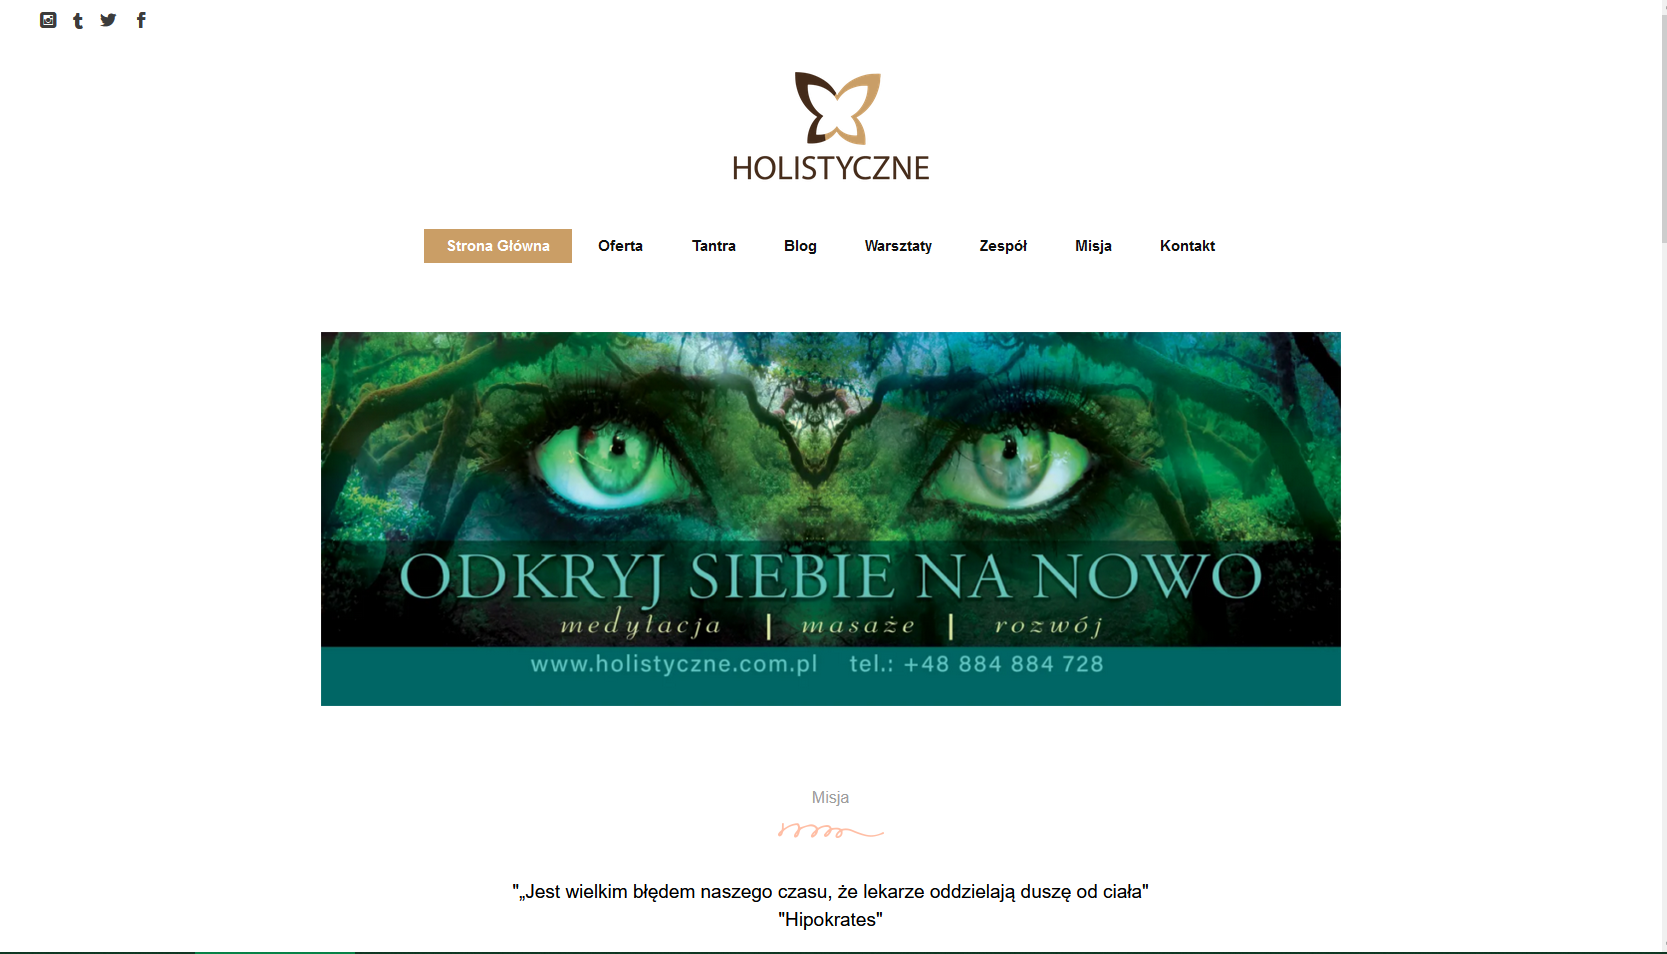 HOLISTYCZNE
Strona Główna Oferta Tantra Blog Warsztaty Zespół Misja Kontakt
ODKRYJ SIEBIE NA NOWO
medytacja | masaże | rozwój
www.holistyczne.com.pl tel.: +48 884 884 728
Misja
"„Jest wielkim błędem naszego czasu, że lekarze oddzielają duszę od ciała"
"Hipokrates"